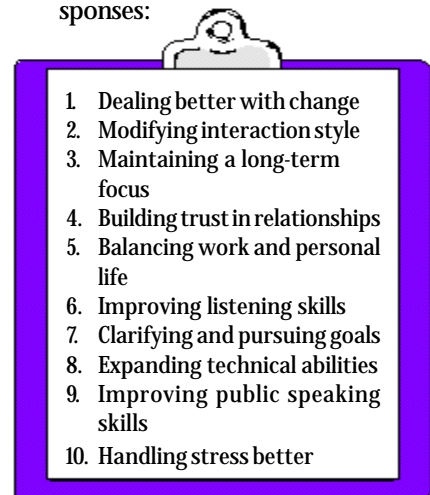 sponses:
1. Dealing better with change
2. Modifying interaction style
3. Maintaining a long-term
focus
4. Building trust in relationships
5. Balancing work and personal
life
6. Improving listening skills
7. Clarifying and pursuing goals
8. Expanding technical abilities
9. Improving public speaking
skills
10. Handling stress better